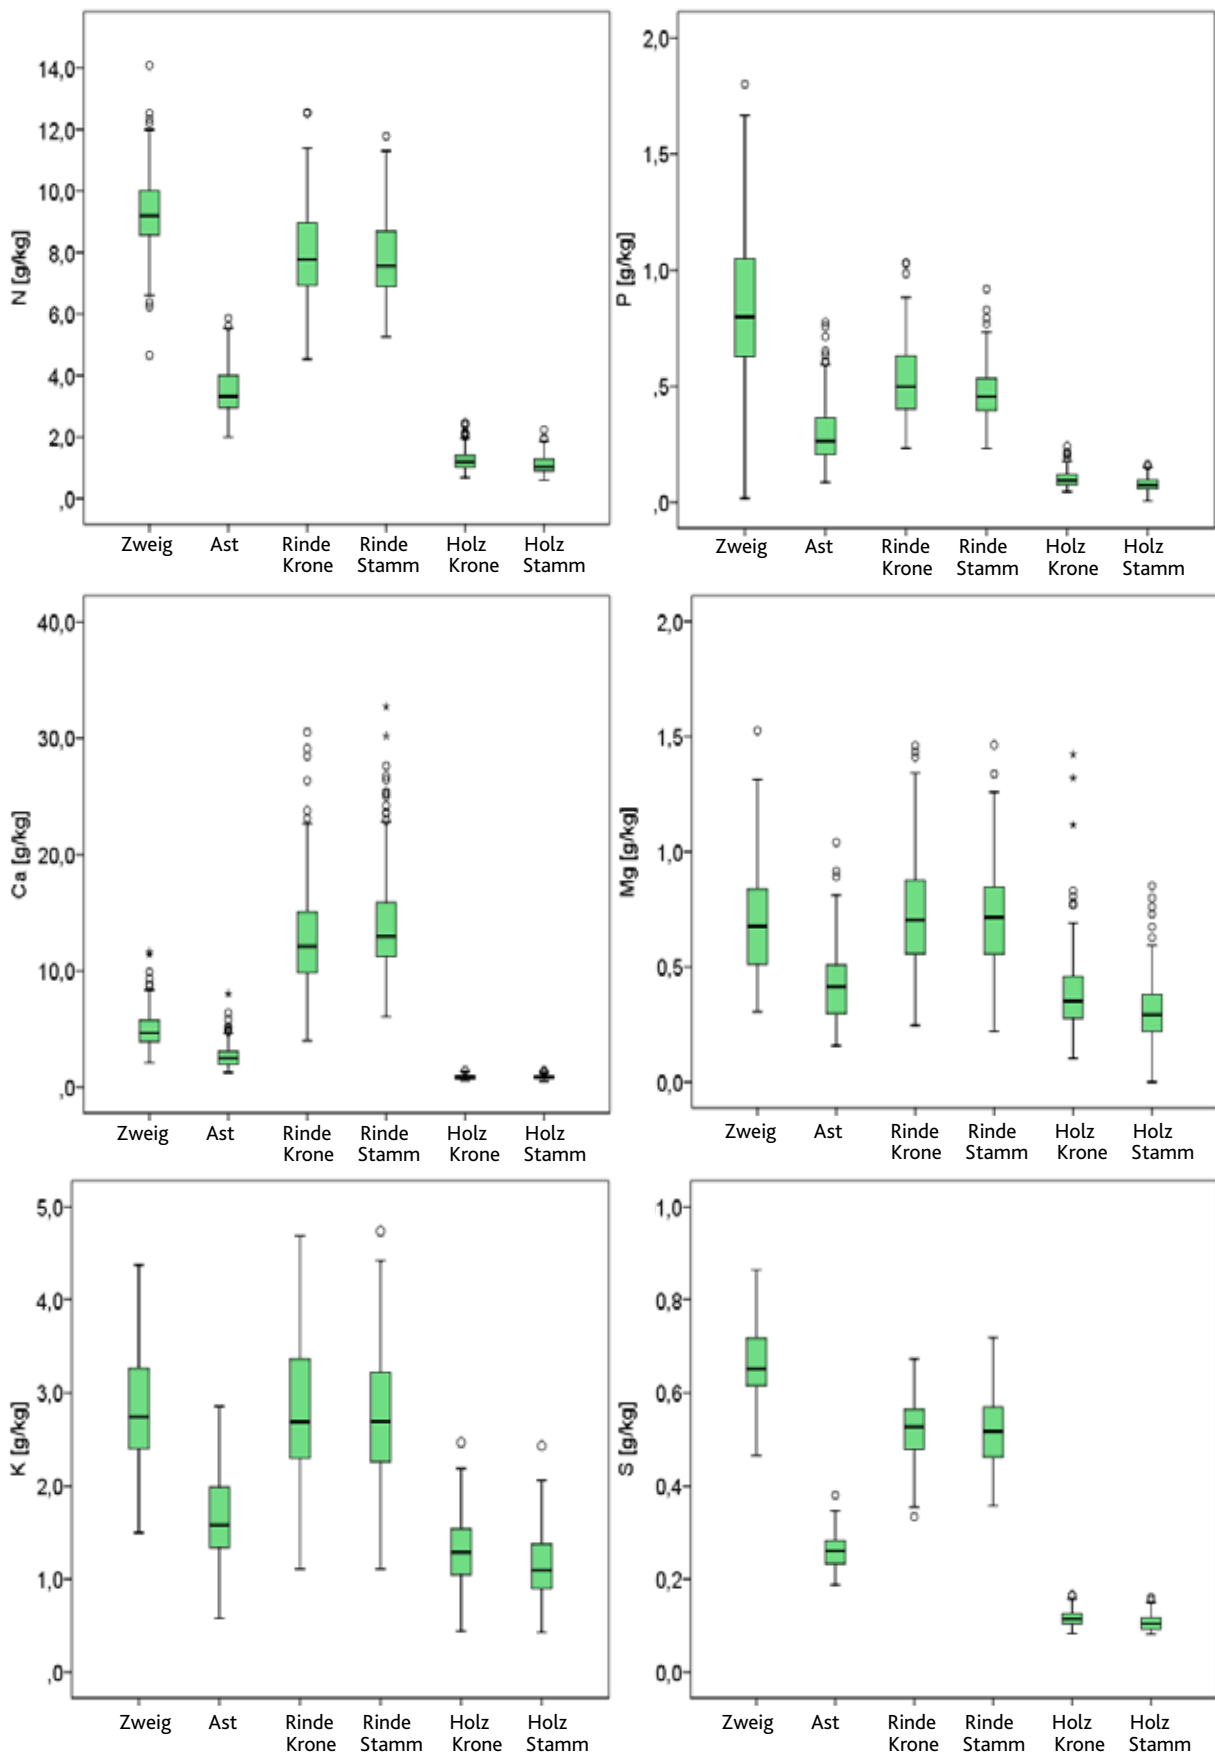 14,0
12,0
10,0
8,0
6,0
4,0
2,0
,0
N [g/kg]
Zweig Ast Rinde Rinde Holz Holz
Krone Stamm Krone Stamm
2,0
1,5
1,0
,5
,0
P [g/kg]
Zweig Ast Rinde Rinde Holz Holz
Krone Stamm Krone Stamm
40,0
30,0
20,0
10,0
,0
Ca [g/kg]
Zweig Ast Rinde Rinde Holz Holz
Krone Stamm Krone Stamm
2,0
1,5
1,0
0,5
0,0
Mg [g/kg]
Zweig Ast Rinde Rinde Holz Holz
Krone Stamm Krone Stamm
5,0
4,0
3,0
2,0
1,0
,0
K [g/kg]
Zweig Ast Rinde Rinde Holz Holz
Krone Stamm Krone Stamm
1,0
0,8
0,6
0,4
0,2
0,0
S [g/kg]
Zweig Ast Rinde Rinde Holz Holz
Krone Stamm Krone Stamm